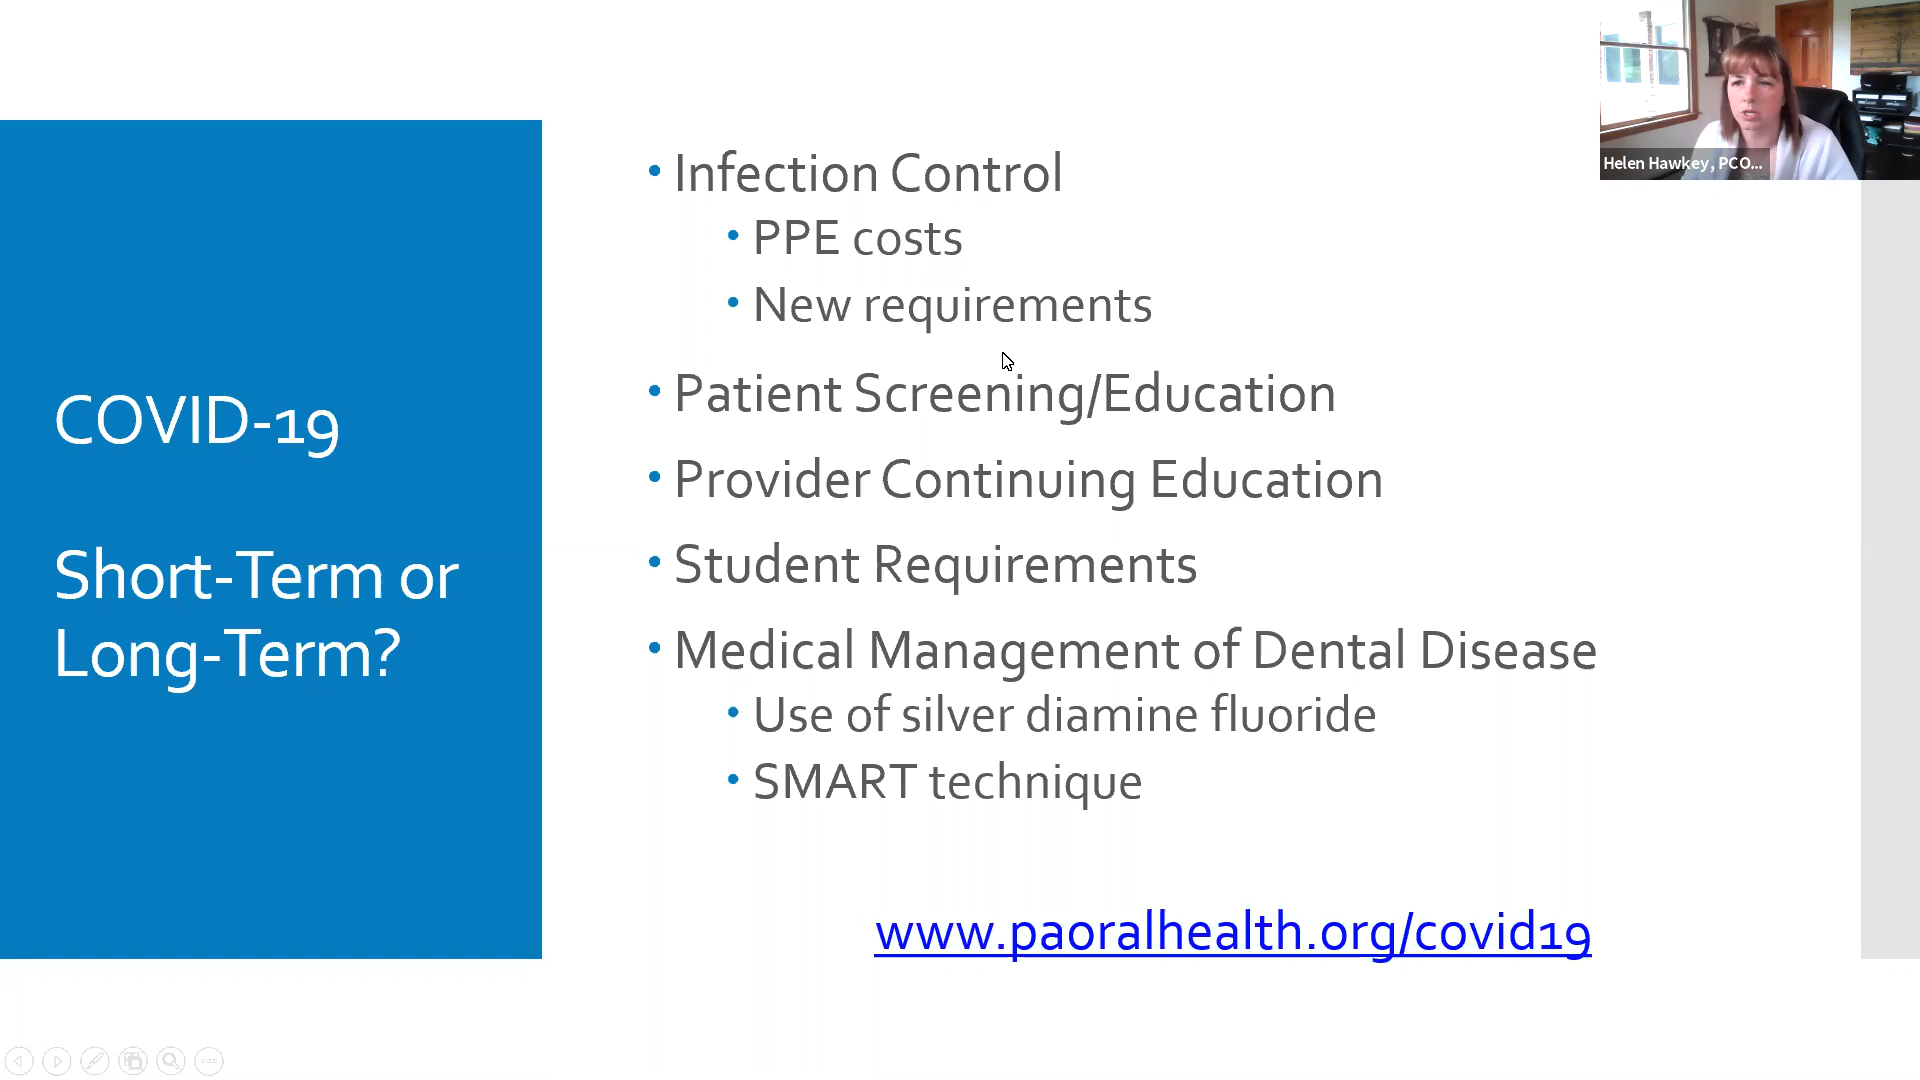 Helen Hawkey, PCO...
COVID-19
Short-Term or
Long-Term?
• Infection Control
• PPE costs
• New requirements
• Patient Screening/Education
• Provider Continuing Education
• Student Requirements
• Medical Management of Dental Disease
• Use of silver diamine fluoride
• SMART technique
www.paoralhealth.org/covid19